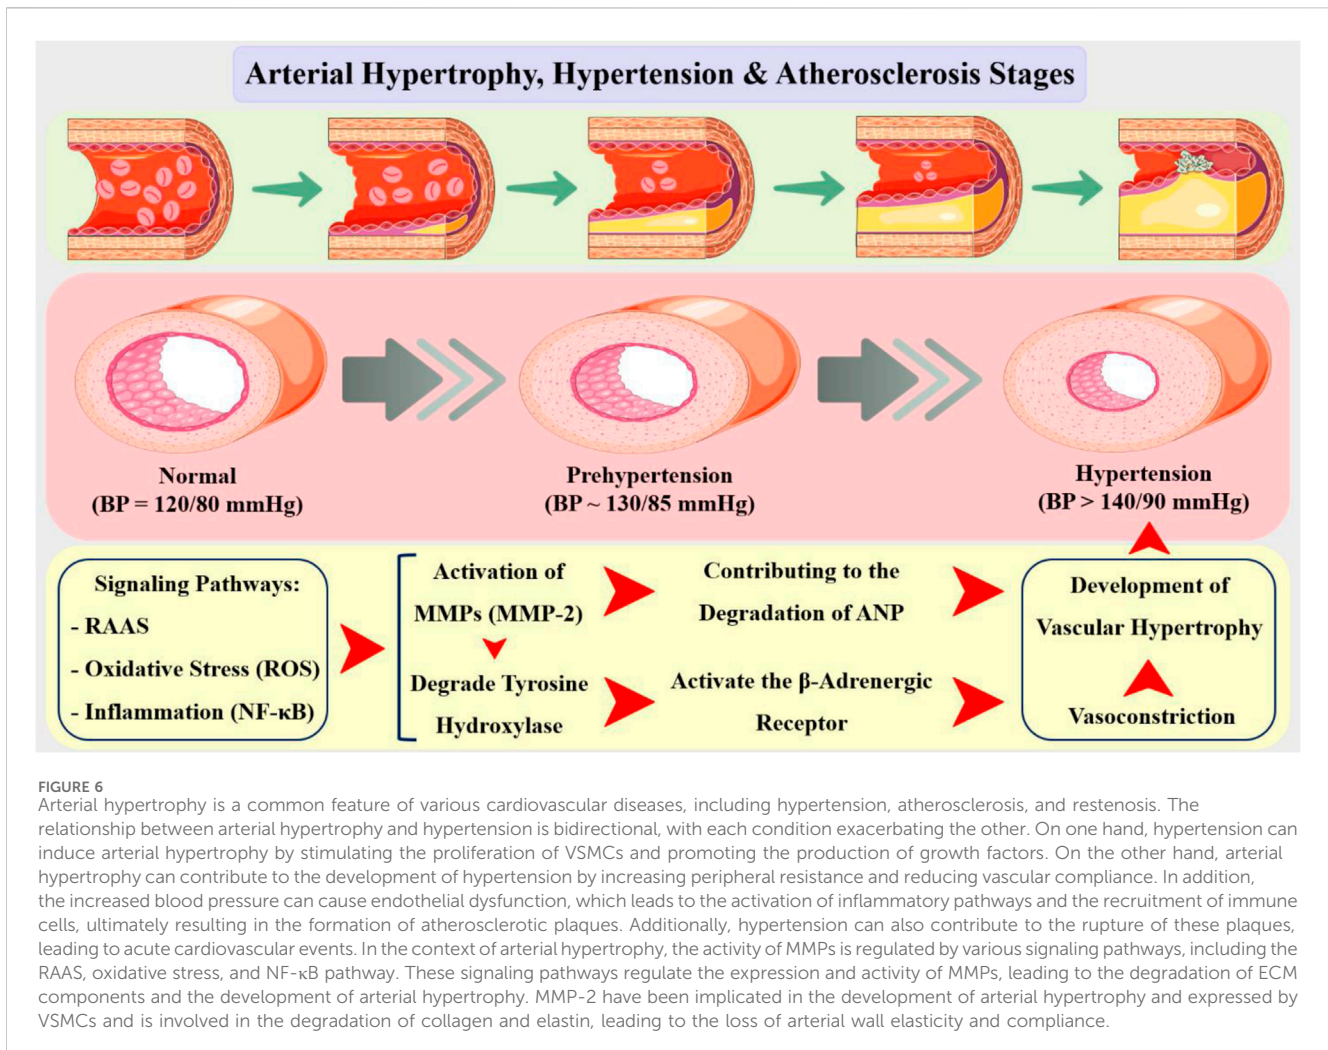 Arterial Hypertrophy, Hypertension & Atherosclerosis Stages
Normal
(BP = 120/80 mmHg)
Prehypertension
(BP ~ 130/85 mmHg)
Hypertension
(BP > 140/90 mmHg)
Signaling Pathways:
- RAAS
- Oxidative Stress (ROS)
- Inflammation (NF-κB)
Activation of
MMPs (MMP-2)
Degrade Tyrosine
Hydroxylase
Contributing to the
Degradation of ANP
Activate the β-Adrenergic
Receptor
Development of
Vascular Hypertrophy
Vasoconstriction
FIGURE 6
Arterial hypertrophy is a common feature of various cardiovascular diseases, including hypertension, atherosclerosis, and restenosis. The
relationship between arterial hypertrophy and hypertension is bidirectional, with each condition exacerbating the other. On one hand, hypertension can
induce arterial hypertrophy by stimulating the proliferation of VSMCs and promoting the production of growth factors. On the other hand, arterial
hypertrophy can contribute to the development of hypertension by increasing peripheral resistance and reducing vascular compliance. In addition,
the increased blood pressure can cause endothelial dysfunction, which leads to the activation of inflammatory pathways and the recruitment of immune
cells, ultimately resulting in the formation of atherosclerotic plaques. Additionally, hypertension can also contribute to the rupture of these plaques,
leading to acute cardiovascular events. In the context of arterial hypertrophy, the activity of MMPs is regulated by various signaling pathways, including the
RAAS, oxidative stress, and NF-κB pathway. These signaling pathways regulate the expression and activity of MMPs, leading to the degradation of ECM
components and the development of arterial hypertrophy. MMP-2 have been implicated in the development of arterial hypertrophy and expressed by
VSMCs and is involved in the degradation of collagen and elastin, leading to the loss of arterial wall elasticity and compliance.